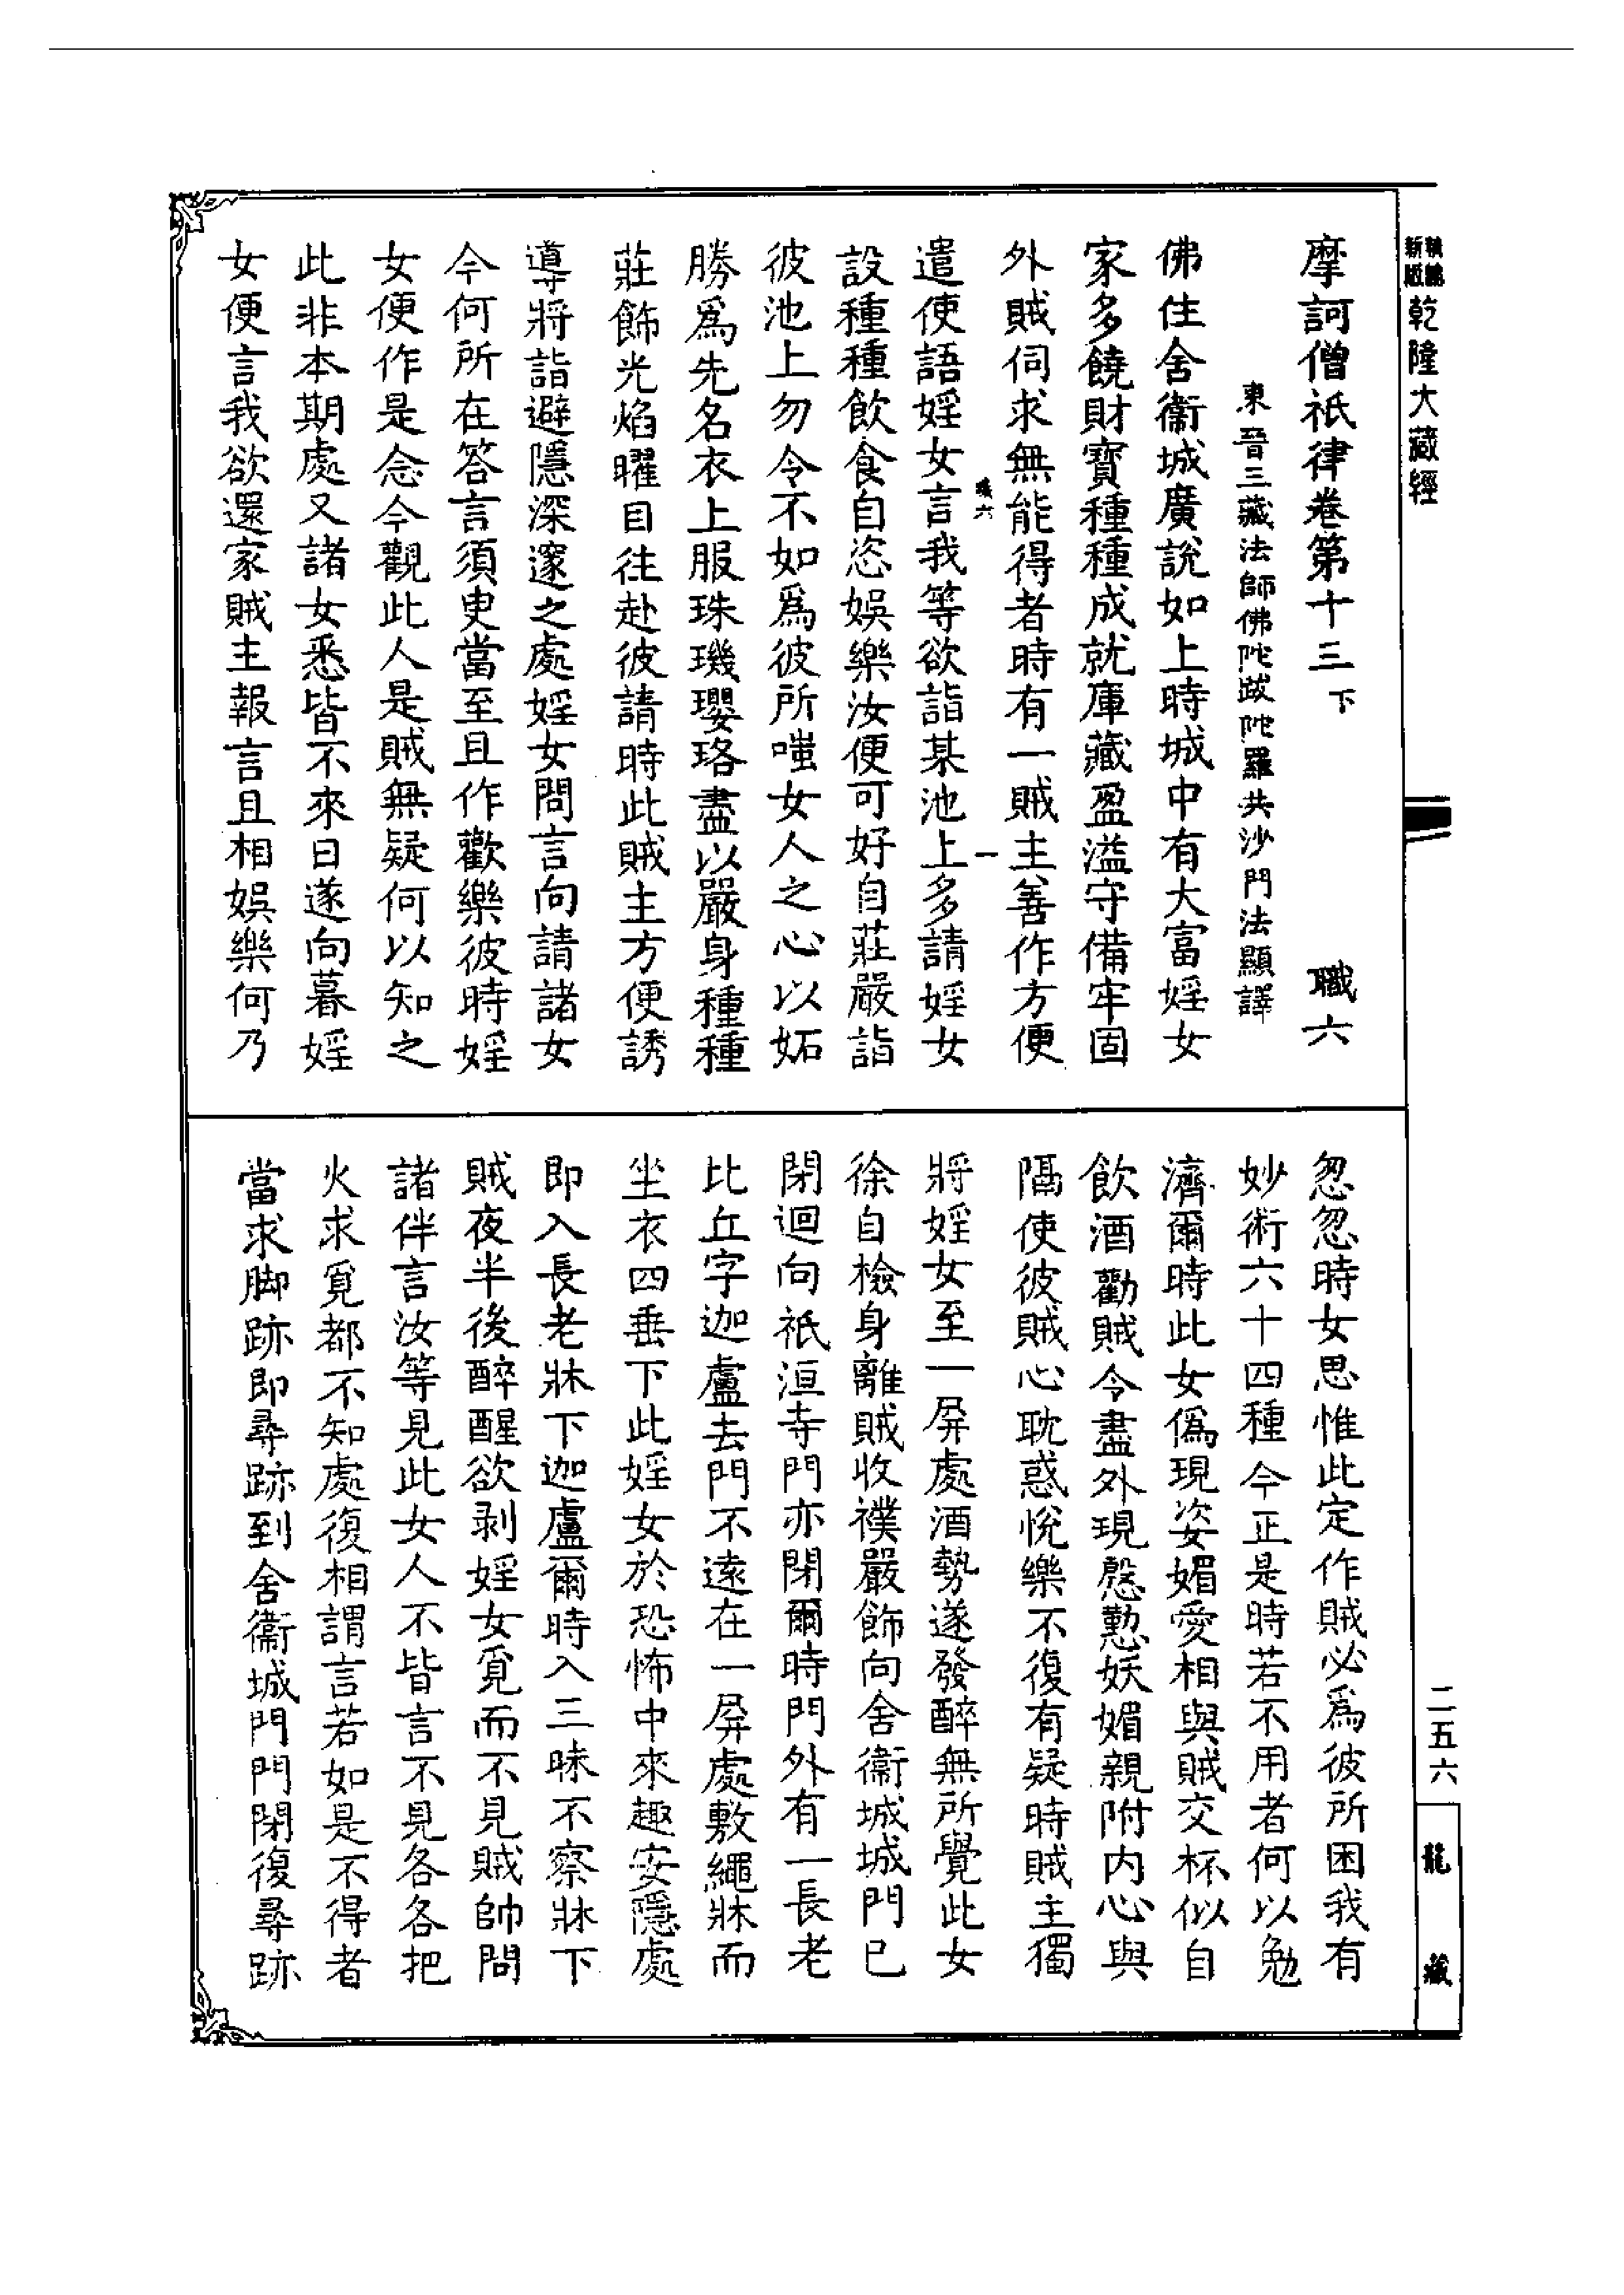 乾隆大藏經
摩訶僧祇律卷第十三下 職六
東晉三藏法師佛陀跋陀羅共沙門法顯譯
佛住舍衞城廣說如上時城中有大富婬女
家多饒財寶種種成就庫藏盈溢守備牢固
外賊伺求無能得者時有一賊主善作方便
職六 一
遣使語婬女言我等欲詣某池上多請婬女
設種種飲食自恣娛樂汝便可好自莊嚴詣
彼池上勿令不如爲彼所嗤女人之心以妬
勝爲先名衣上服珠璣瓔珞盡以嚴身種種
莊飾光焰曜目往赴彼請時此賊主方便誘
導將詣避隱深邃之處婬女問言向請諸女
今何所在答言須臾當至且作歡樂彼時婬
女便作是念今觀此人是賊無疑何以知之
此非本期處又諸女悉皆不來日遂向暮婬
女便言我欲還家賊主報言且相娛樂何乃
忽忽時女思惟此定作賊必爲彼所困我有
妙術六十四種今正是時若不用者何以勉
濟爾時此女僞現姿媚愛相與賊交杯似自
飲酒勸賊令盡外現慇懃妖媚親附内心與
隔使彼賊心耽惑悅樂不復有疑時賊主獨
將婬女至一屏處酒勢遂發醉無所覺此女
徐自檢身離賊收襆嚴飾向舍衞城城門已
閉迴向祇洹寺門亦閉爾時門外有一長老
比丘字迦盧去門不遠在一屏處敷繩牀而
坐衣四垂下此婬女於恐怖中來趣安隱處
即入長老牀下迦盧爾時入三昧不察牀下
賊夜半後醉醒欲剥婬女覓而不見賊帥問
諸伴言汝等見此女人不皆言不見各各把
火求覓都不知處復相謂言若如是不得者
當求脚跡即尋跡到舍衞城門門閉復尋跡
二五六
龍藏